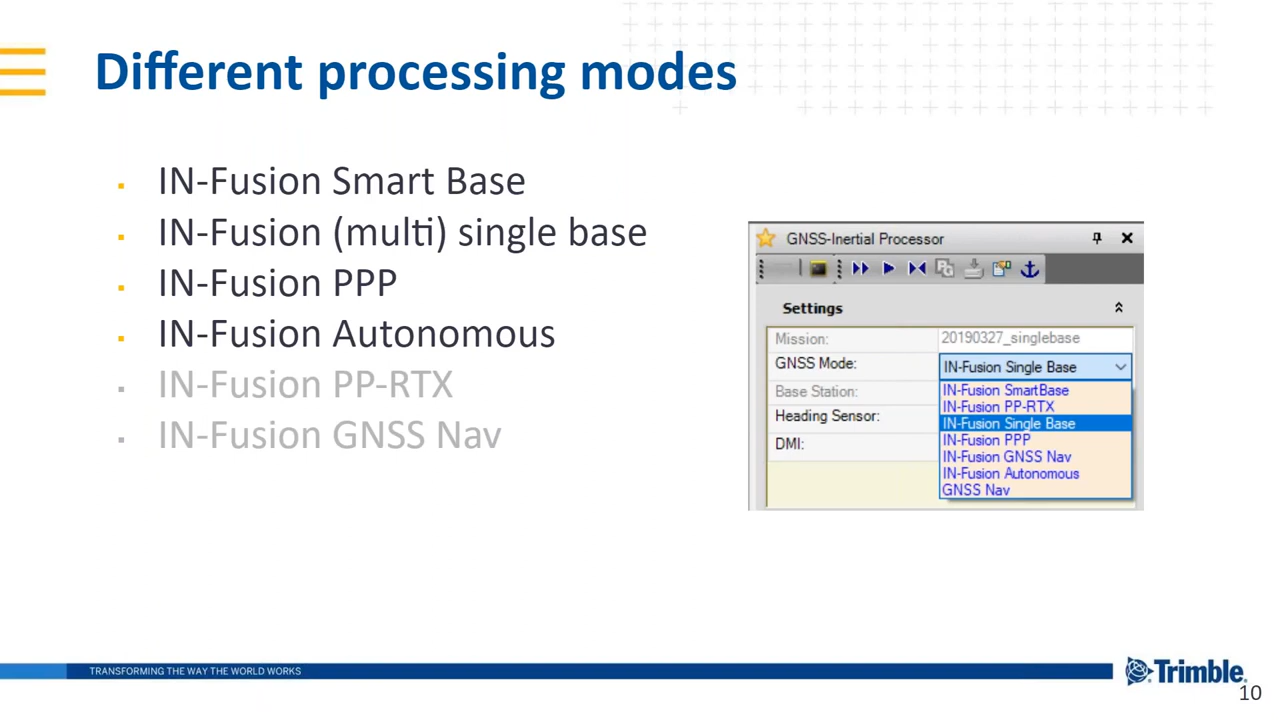 Different processing modes
IN-Fusion Smart Base
IN-Fusion (multi) single base
IN-Fusion PPP
IN-Fusion Autonomous
IN-Fusion PP-RTX
IN-Fusion GNSS Nav
GNSS-Inertial Processor
Settings
Mission: 20190327_singlebase
GNSS Mode: IN-Fusion Single Base
Base Station:
Heading Sensor:
DMI:
IN-Fusion SmartBase
IN-Fusion PP-RTX
IN-Fusion Single Base
IN-Fusion PPP
IN-Fusion GNSS Nav
IN-Fusion Autonomous
GNSS Nav
TRANSFORMING THE WAY THE WORLD WORKS
Trimble.
10